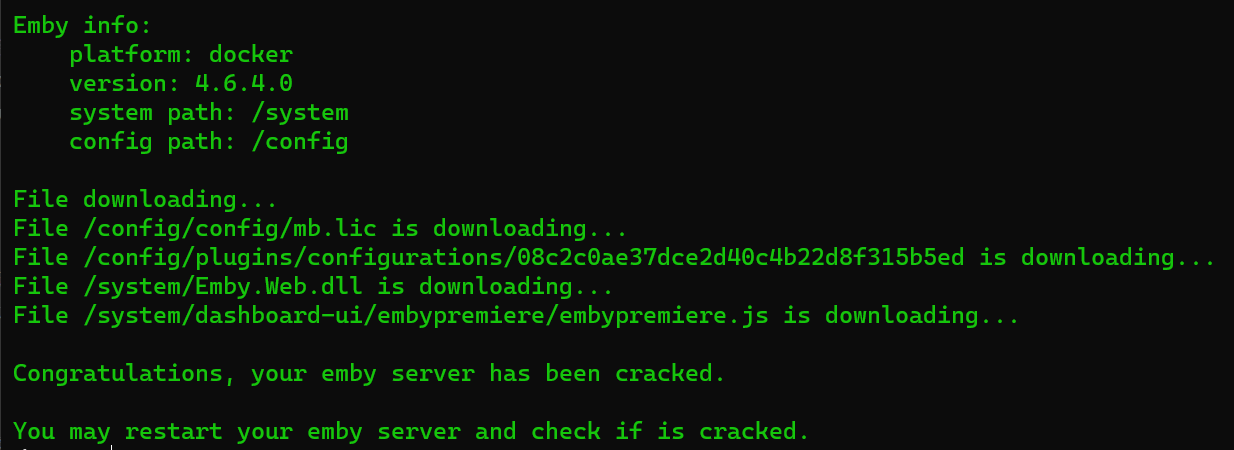 Emby info:
    platform: docker
    version: 4.6.4.0
    system path: /system
    config path: /config
File downloading...
File /config/config/mb.lic is downloading...
File /config/plugins/configurations/08c2c0ae37dce2d40c4b22d8f315b5ed is downloading...
File /system/Emby.Web.dll is downloading...
File /system/dashboard-ui/embypremiere/embypremiere.js is downloading...
Congratulations, your emby server has been cracked.
You may restart your emby server and check if is cracked.